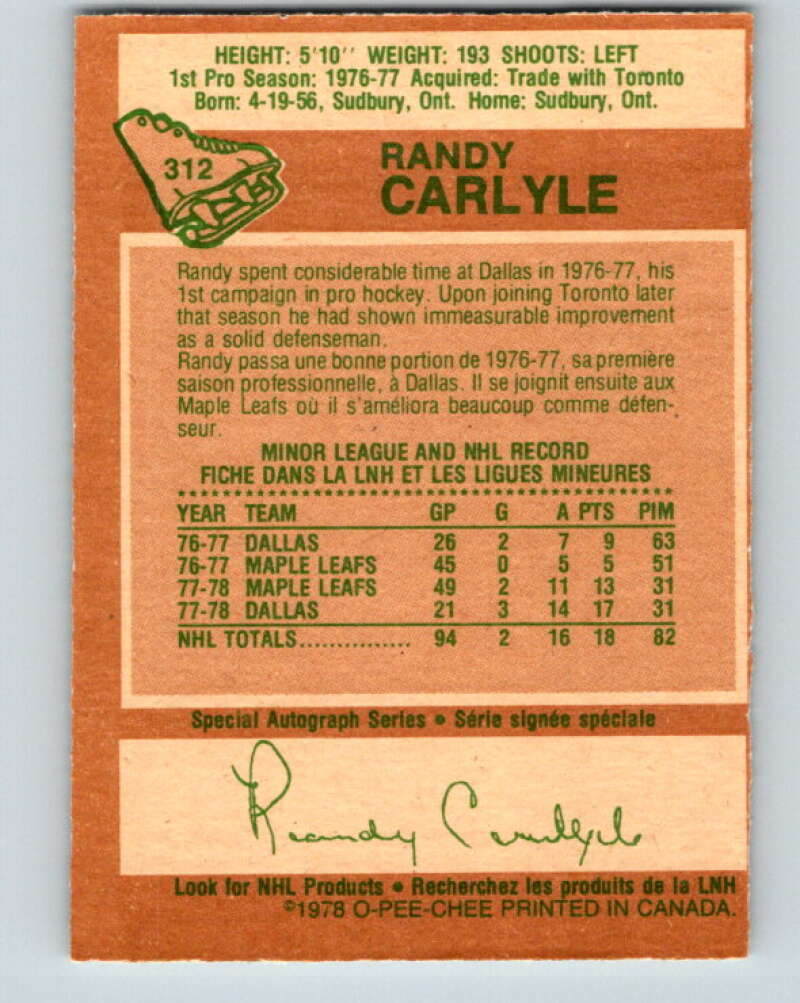 HEIGHT: 5'10'' WEIGHT: 193 SHOOTS: LEFT
1st Pro Season: 1976-77 Acquired: Trade with Toronto
Born: 4-19-56, Sudbury, Ont. Home: Sudbury, Ont.
312
RANDY
CARLYLE
Randy spent considerable time at Dallas in 1976-77, his
1st campaign in pro hockey. Upon joining Toronto later
that season he had shown immeasurable improvement
as a solid defenseman.
Randy passa une bonne portion de 1976-77, sa première
saison professionnelle, à Dallas. Il se joignit ensuite aux
Maple Leafs où il s'améliora beaucoup comme défen-
seur.
MINOR LEAGUE AND NHL RECORD
FICHE DANS LA LNH ET LES LIGUES MINEURES
YEAR TEAM GP G A PTS PIM
76-77 DALLAS 26 2 7 9 63
76-77 MAPLE LEAFS 45 0 5 5 51
77-78 MAPLE LEAFS 49 2 11 13 31
77-78 DALLAS 21 3 14 17 31
NHL TOTALS............... 94 2 16 18 82
Special Autograph Series • Série signée spéciale
Randy Carlyle
Look for NHL Products • Recherchez les produits de la LNH
©1978 O-PEE-CHEE PRINTED IN CANADA.